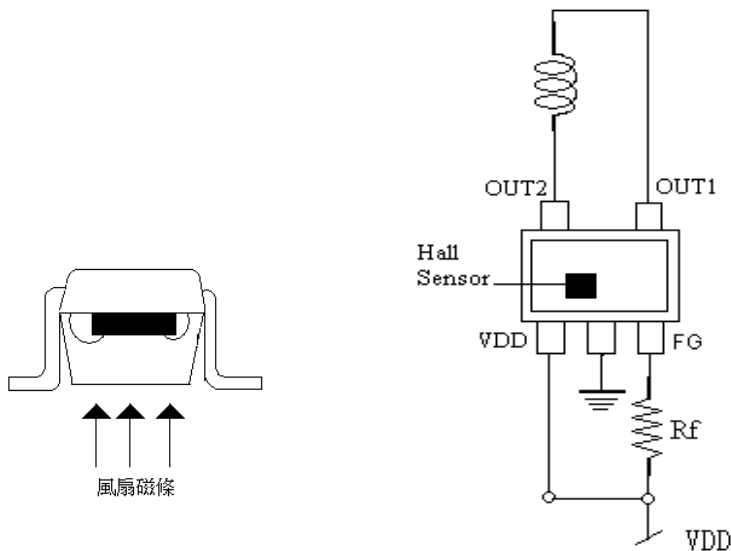 風扇磁條
OUT2
OUT1
Hall
Sensor
VDD
FG
Rf
VDD